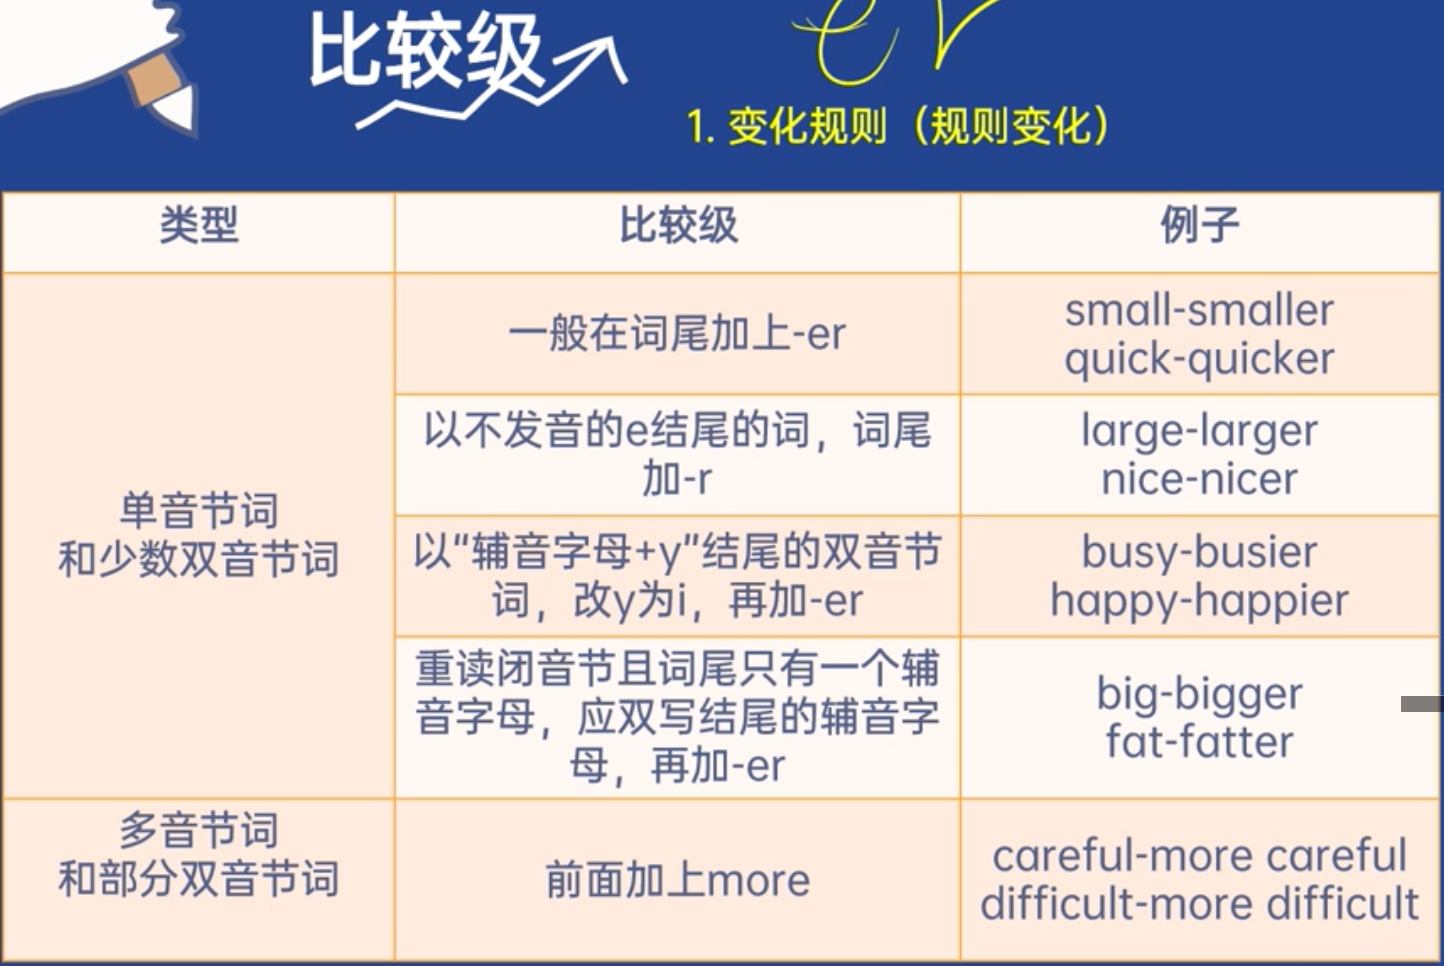 比较级
er
1. 变化规则（规则变化）
类型
比较级
例子
单音节词
和少数双音节词
一般在词尾加上-er
small-smaller
quick-quicker
以不发音的e结尾的词，词尾
加-r
large-larger
nice-nicer
以“辅音字母+y”结尾的双音节
词，改y为i，再加-er
busy-busier
happy-happier
重读闭音节且词尾只有一个辅
音字母，应双写结尾的辅音字
母，再加-er
big-bigger
fat-fatter
多音节词
和部分双音节词
前面加上more
careful-more careful
difficult-more difficult